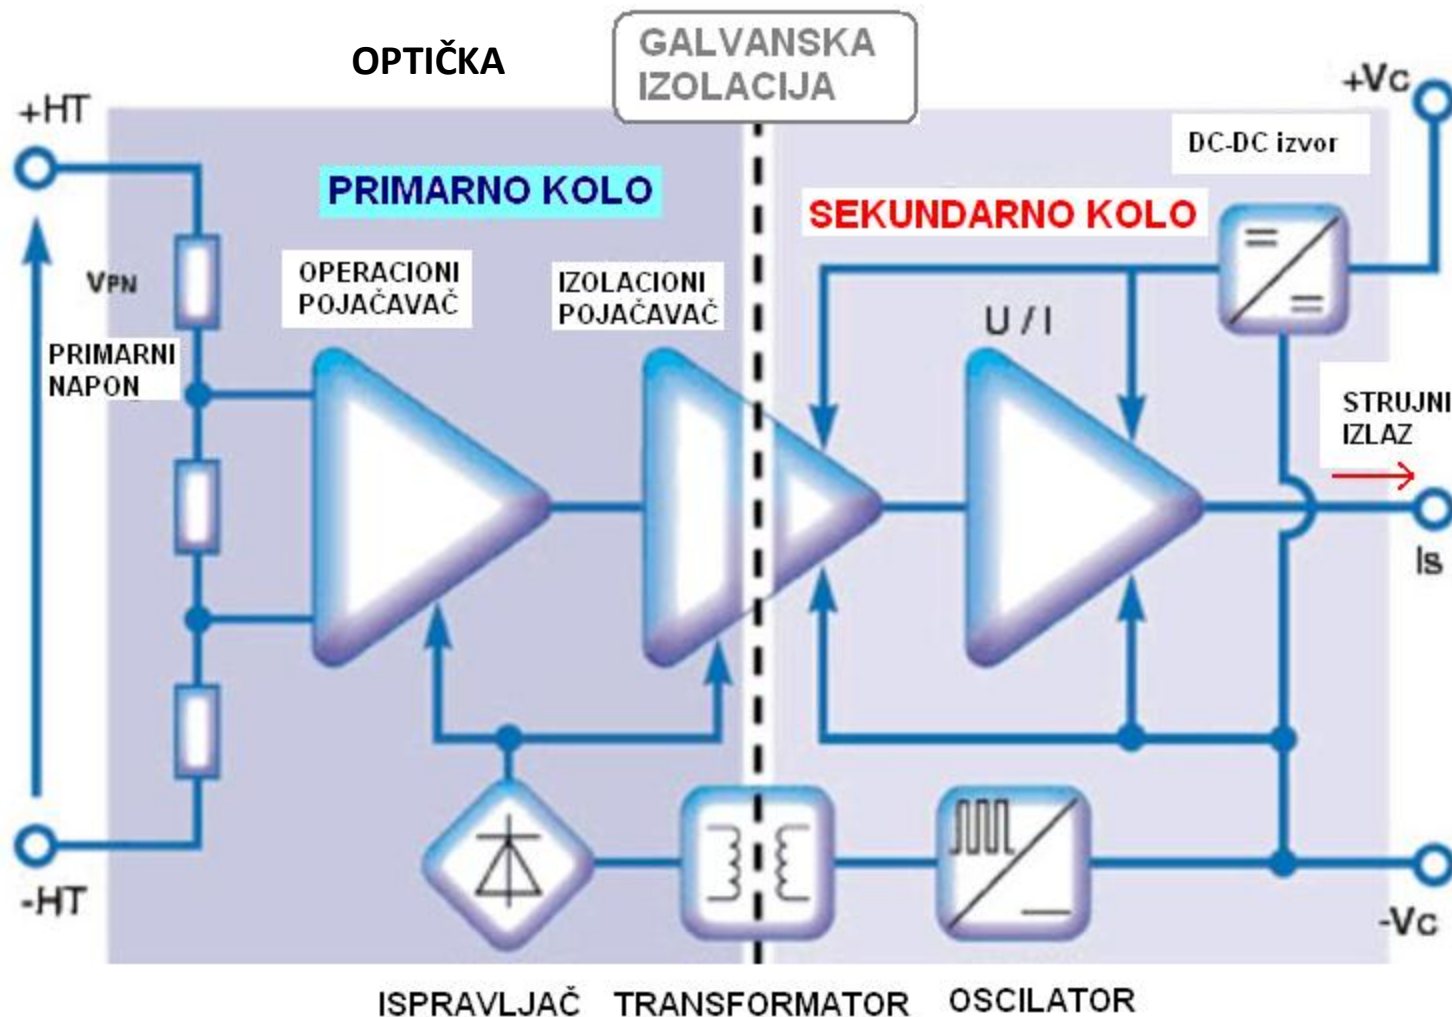 OPTIČKA
GALVANSKA
IZOLACIJA
+HT
+Vc
DC-DC izvor
PRIMARNO KOLO
SEKUNDARNO KOLO
VPN
OPERACIONI
POJAČAVAČ
IZOLACIONI
POJAČAVAČ
U / I
PRIMARNI
NAPON
STRUJNI
IZLAZ
Is
-HT
-Vc
ISPRAVLJAČ
TRANSFORMATOR
OSCILATOR